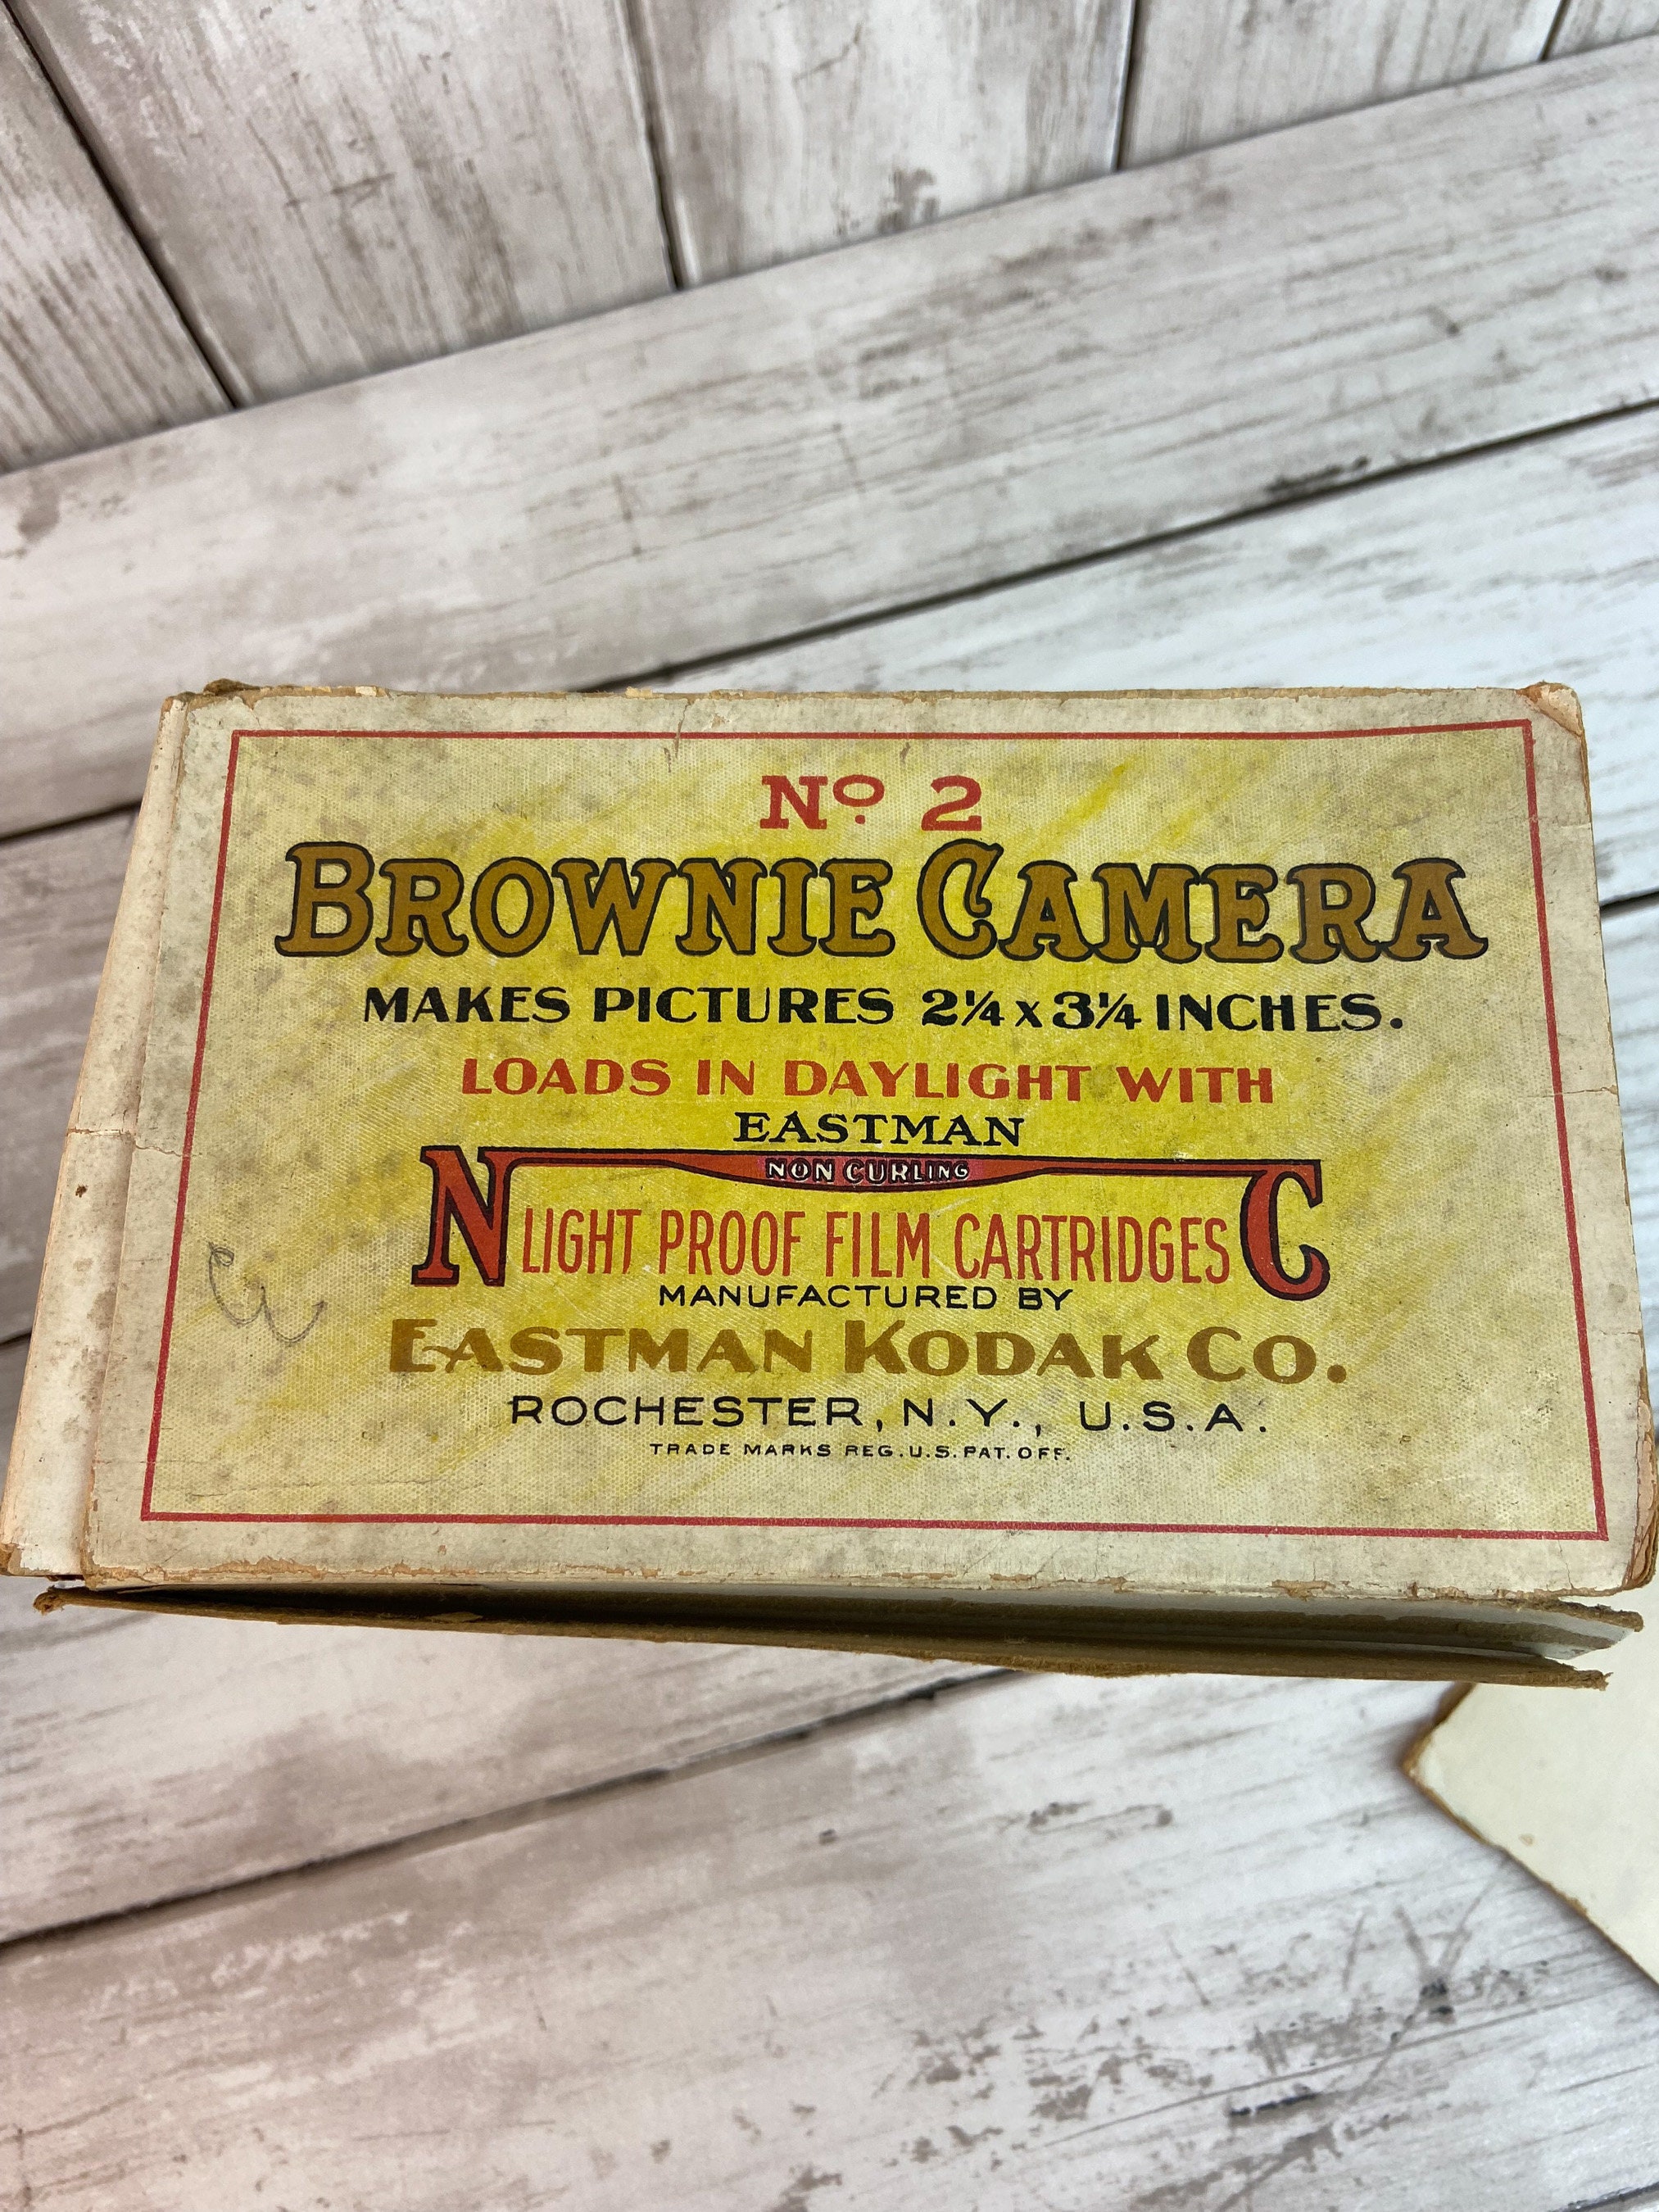 No. 2
BROWNIE CAMERA
MAKES PICTURES 2¼ x 3¼ INCHES.
LOADS IN DAYLIGHT WITH
EASTMAN
NON CURLING
N LIGHT PROOF FILM CARTRIDGES C
MANUFACTURED BY
EASTMAN KODAK CO.
ROCHESTER, N.Y., U.S.A.
TRADE MARKS REG. U.S. PAT. OFF.